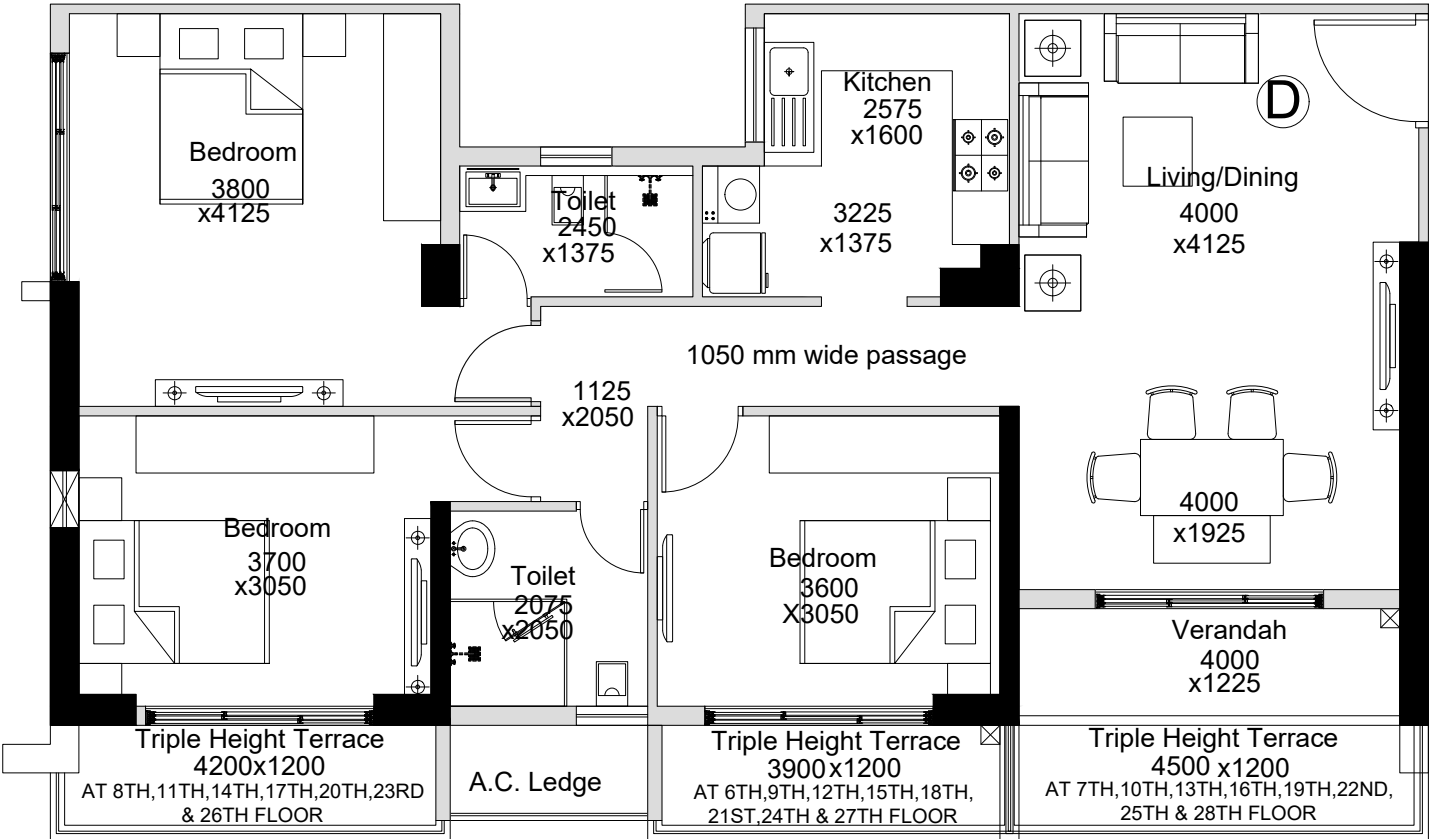 Bedroom
3800
x4125
Toilet
2450
x1375
Kitchen
2575
x1600
3225
x1375
D
Living/Dining
4000
x4125
1050 mm wide passage
1125
x2050
Bedroom
3700
x3050
Toilet
2075
x2050
Bedroom
3600
X3050
4000
x1925
Verandah
4000
x1225
Triple Height Terrace
4200x1200
AT 8TH,11TH,14TH,17TH,20TH,23RD
& 26TH FLOOR
A.C. Ledge
Triple Height Terrace
3900 x1200
AT 6TH,9TH,12TH,15TH,18TH,
21ST,24TH & 27TH FLOOR
Triple Height Terrace
4500 x1200
AT 7TH,10TH,13TH,16TH,19TH,22ND,
25TH & 28TH FLOOR